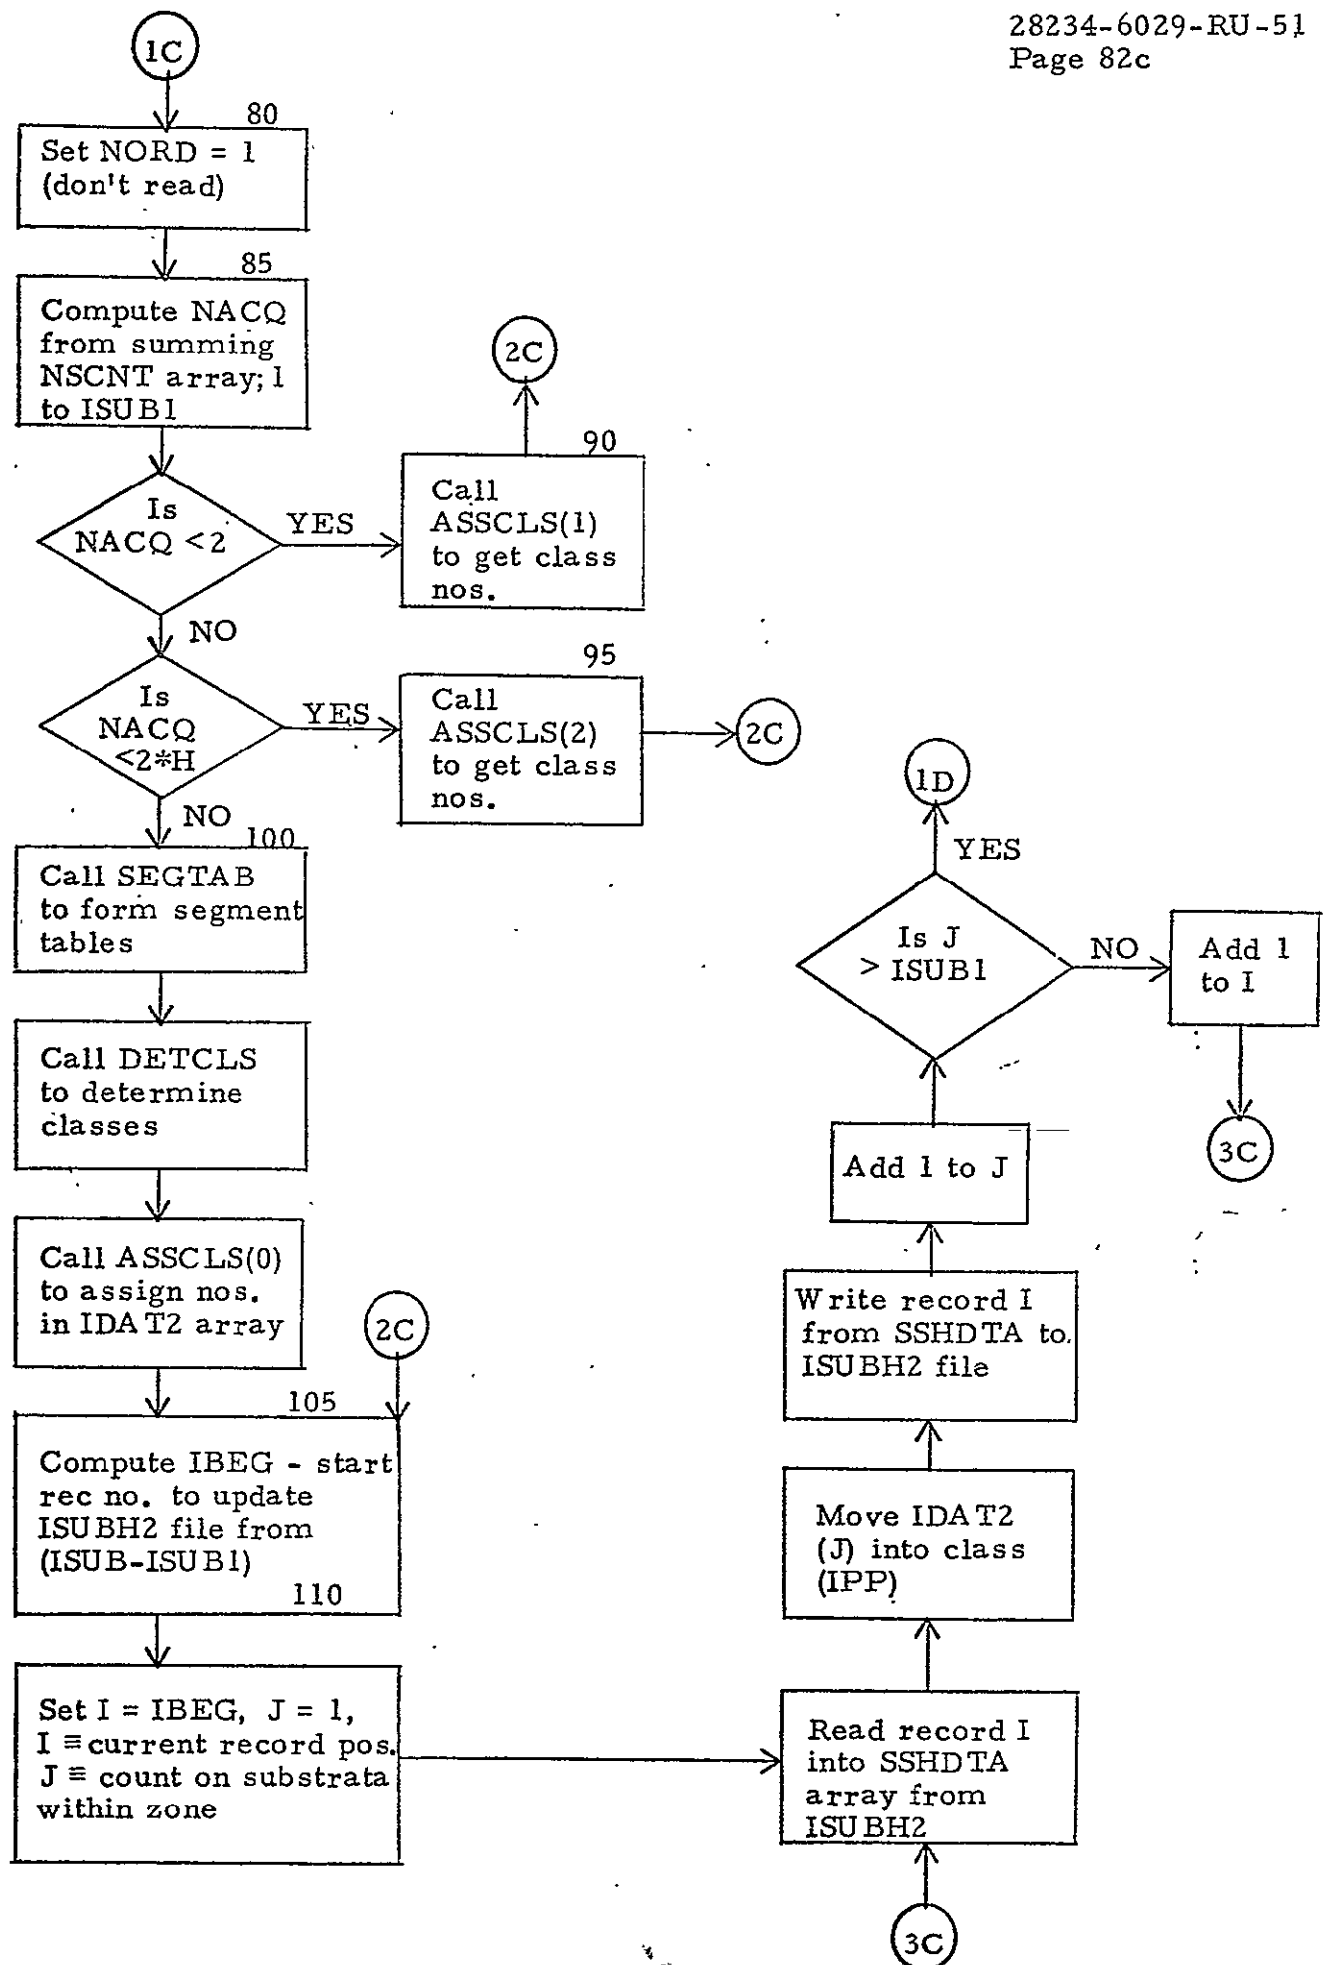 28234-6029-RU-51
Page 82c
1C
80
Set NORD = 1
(don't read)
85
Compute NACQ
from summing
NSCNT array; 1
to ISUB1
2C
90
Is
NACQ <2
YES
Call
ASSCLS(1)
to get class
nos.
NO
95
Is
NACQ
<2*H
YES
Call
ASSCLS(2)
to get class
nos.
2C
NO
100
Call SEGTAB
to form segment
tables
Call DETCLS
to determine
classes
Call ASSCLS(0)
to assign nos.
in IDAT2 array
2C
105
Compute IBEG - start
rec no. to update
ISUBH2 file from
(ISUB-ISUB1)
110
Set I = IBEG, J = 1,
I ≡ current record pos.
J ≡ count on substrata
within zone
1D
YES
Is J
> ISUB1
NO
Add 1
to I
3C
Add 1 to J
Write record I
from SSHDTA to
ISUBH2 file
Move IDAT2
(J) into class
(IPP)
Read record I
into SSHDTA
array from
ISUBH2
3C